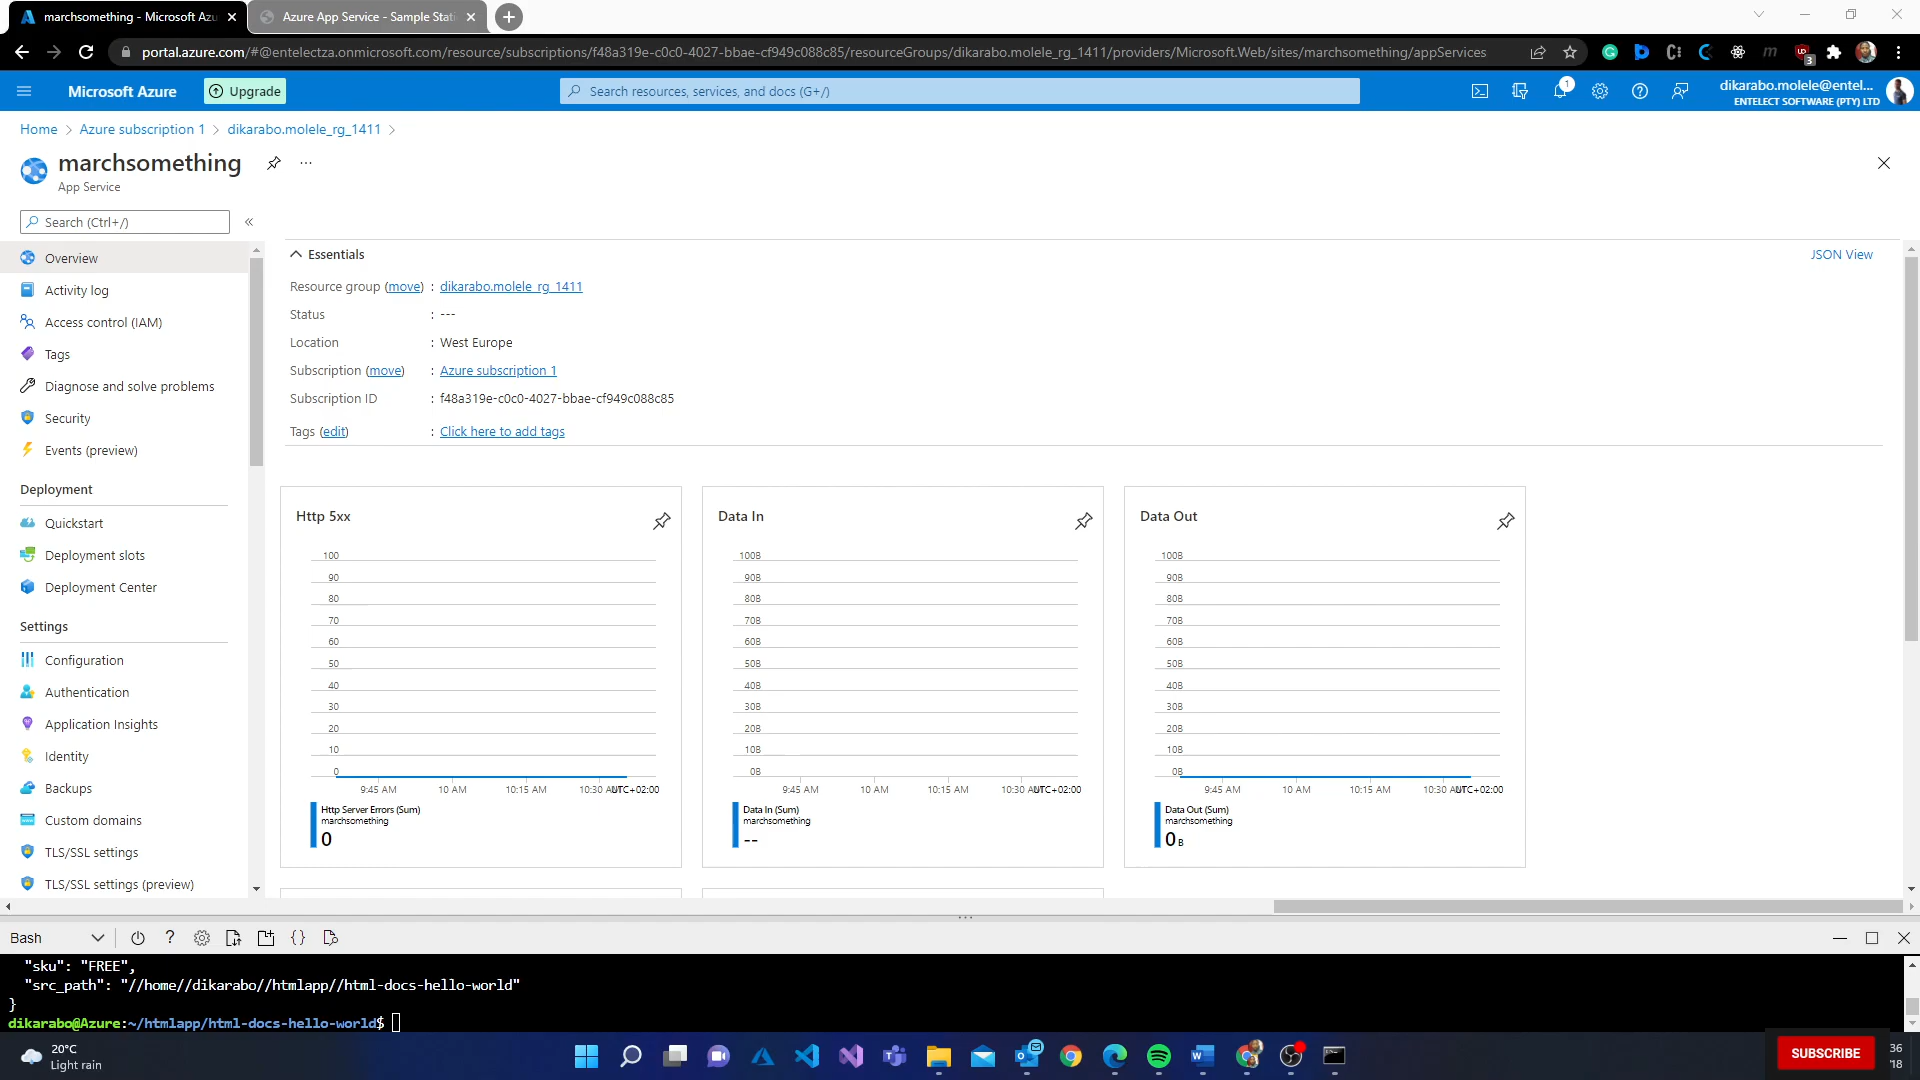 marchsomething - Microsoft Azu
Azure App Service - Sample Stati
portal.azure.com/#@entelectza.onmicrosoft.com/resource/subscriptions/f48a319e-c0c0-4027-bbae-cf949c088c85/resourceGroups/dikarabo.molele_rg_1411/providers/Microsoft.Web/sites/marchsomething/appServices
3
Microsoft Azure
Upgrade
Search resources, services, and docs (G+/)
1
dikarabo.molele@entel...
ENTELECT SOFTWARE (PTY) LTD
Home > Azure subscription 1 > dikarabo.molele_rg_1411 >
marchsomething
App Service
Search (Ctrl+/)
Overview
Activity log
Access control (IAM)
Tags
Diagnose and solve problems
Security
Events (preview)
Deployment
Quickstart
Deployment slots
Deployment Center
Settings
Configuration
Authentication
Application Insights
Identity
Backups
Custom domains
TLS/SSL settings
TLS/SSL settings (preview)
Essentials
JSON View
Resource group (move) : dikarabo.molele_rg_1411
Status : ---
Location : West Europe
Subscription (move) : Azure subscription 1
Subscription ID : f48a319e-c0c0-4027-bbae-cf949c088c85
Tags (edit) : Click here to add tags
Http 5xx
100
90
80
70
60
50
40
30
20
10
0
9:45 AM 10 AM 10:15 AM 10:30 AM UTC+02:00
Http Server Errors (Sum)
marchsomething
0
Data In
100B
90B
80B
70B
60B
50B
40B
30B
20B
10B
0B
9:45 AM 10 AM 10:15 AM 10:30 AM UTC+02:00
Data In (Sum)
marchsomething
--
Data Out
100B
90B
80B
70B
60B
50B
40B
30B
20B
10B
0B
9:45 AM 10 AM 10:15 AM 10:30 AM UTC+02:00
Data Out (Sum)
marchsomething
0 B
Bash
"sku": "FREE",
"src_path": "//home//dikarabo//htmlapp//html-docs-hello-world"
}
dikarabo@Azure:~/htmlapp/html-docs-hello-world$
20°C
Light rain
SUBSCRIBE
36
'18